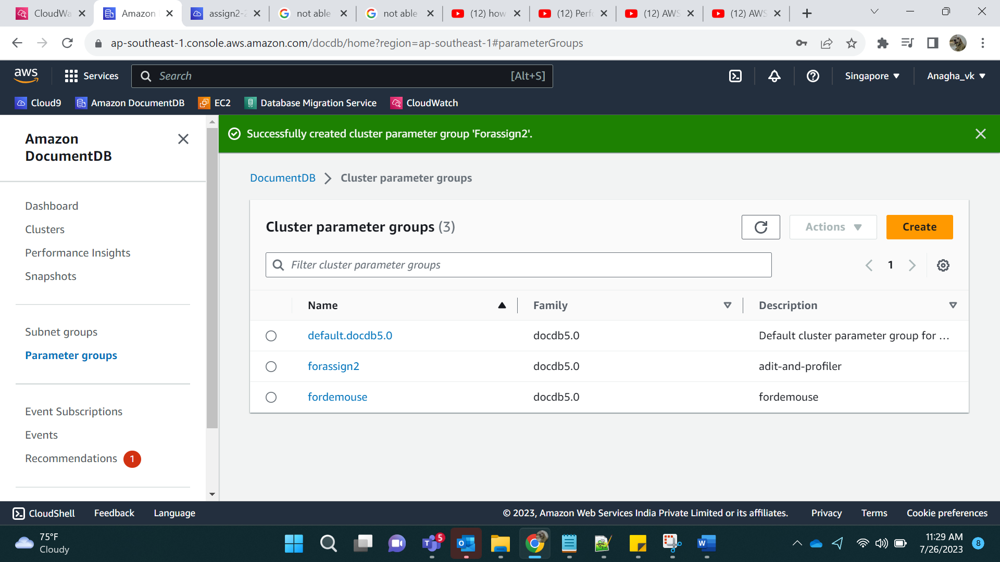 CloudWa
Amazon
assign2-2
not able
not able
(12) how
(12) Perfo
(12) AWS
(12) AWS
ap-southeast-1.console.aws.amazon.com/docdb/home?region=ap-southeast-1#parameterGroups
aws
Services
Search
[Alt+S]
Singapore ▼
Anagha_vk ▼
Cloud9
Amazon DocumentDB
EC2
Database Migration Service
CloudWatch
Amazon
DocumentDB
Successfully created cluster parameter group 'Forassign2'.
DocumentDB > Cluster parameter groups
Dashboard
Clusters
Performance Insights
Snapshots
Subnet groups
Parameter groups
Event Subscriptions
Events
Recommendations 1
Cluster parameter groups (3)
Actions
Create
Filter cluster parameter groups
1
Name Family Description
default.docdb5.0 docdb5.0 Default cluster parameter group for ...
forassign2 docdb5.0 adit-and-profiler
fordemouse docdb5.0 fordemouse
CloudShell Feedback Language © 2023, Amazon Web Services India Private Limited or its affiliates. Privacy Terms Cookie preferences
75°F
Cloudy
5
11:29 AM
7/26/2023
8